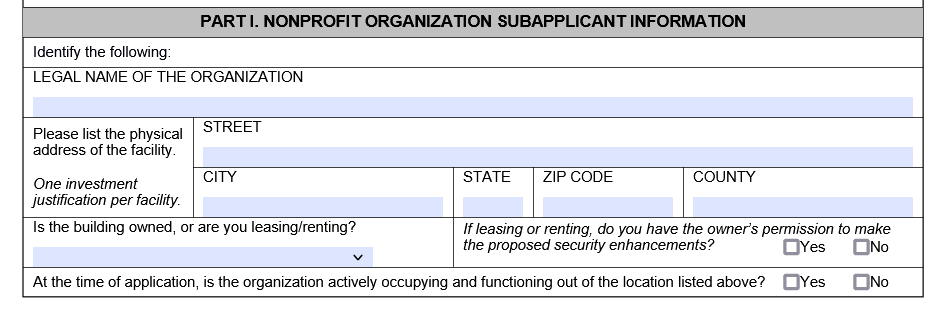 PART I. NONPROFIT ORGANIZATION SUBAPPLICANT INFORMATION
Identify the following:
LEGAL NAME OF THE ORGANIZATION
Please list the physical
address of the facility.
One investment
justification per facility.
STREET
CITY
STATE
ZIP CODE
COUNTY
Is the building owned, or are you leasing/renting?
If leasing or renting, do you have the owner's permission to make
the proposed security enhancements?
Yes
No
At the time of application, is the organization actively occupying and functioning out of the location listed above?
Yes
No